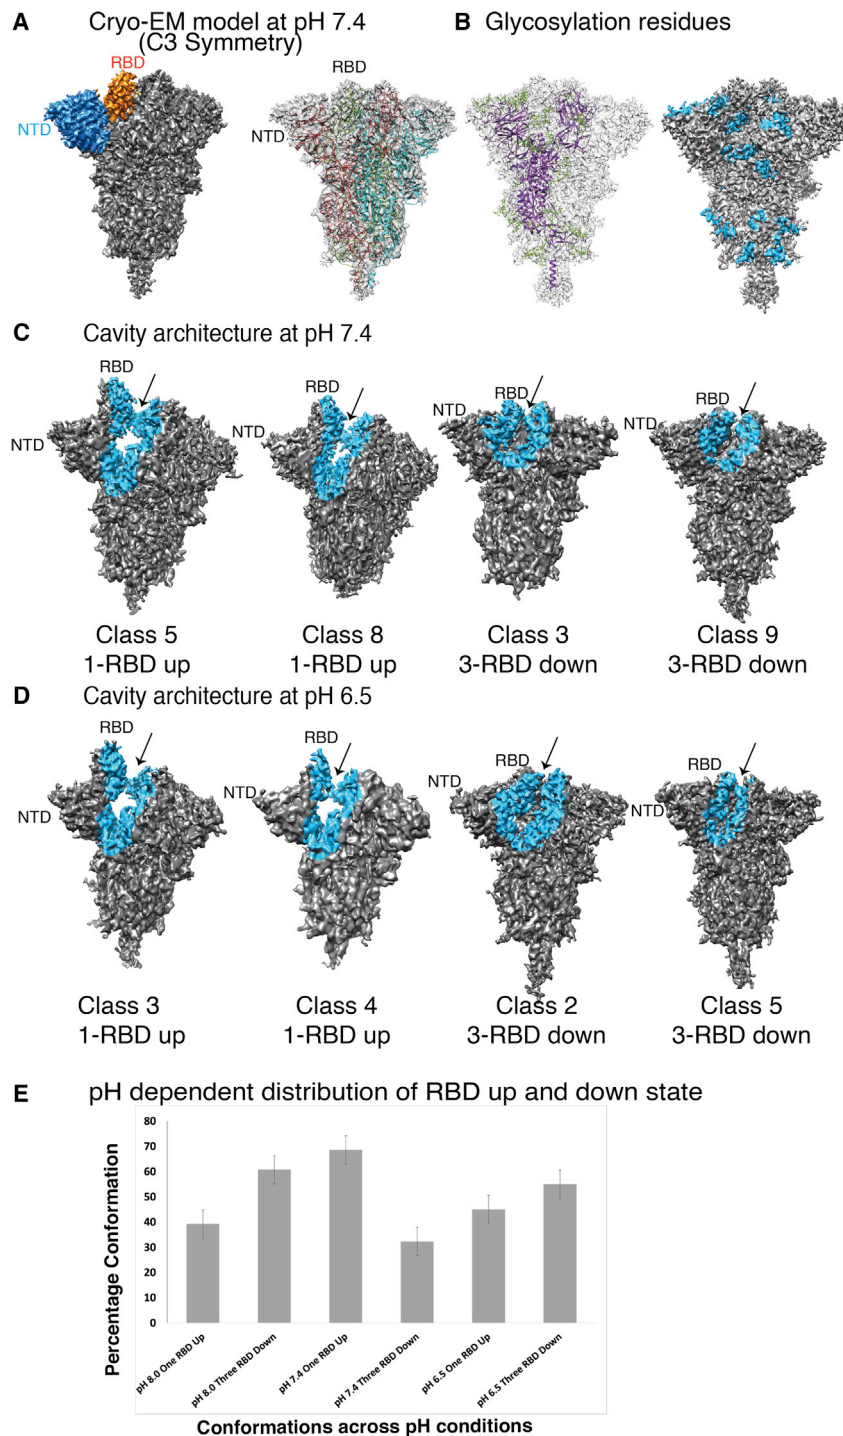 A Cryo-EM model at pH 7.4
(C3 Symmetry)
B Glycosylation residues
RBD
NTD
RBD
NTD
C Cavity architecture at pH 7.4
RBD
NTD
RBD
NTD
RBD
NTD
RBD
NTD
Class 5
1-RBD up
Class 8
1-RBD up
Class 3
3-RBD down
Class 9
3-RBD down
D Cavity architecture at pH 6.5
RBD
NTD
RBD
NTD
RBD
NTD
RBD
NTD
Class 3
1-RBD up
Class 4
1-RBD up
Class 2
3-RBD down
Class 5
3-RBD down
E pH dependent distribution of RBD up and down state
Percentage Conformation
80
70
60
50
40
30
20
10
0
pH 8.0 One RBD Up
pH 8.0 Three RBD Down
pH 7.4 One RBD Up
pH 7.4 Three RBD Down
pH 6.5 One RBD Up
pH 6.5 Three RBD Down
Conformations across pH conditions